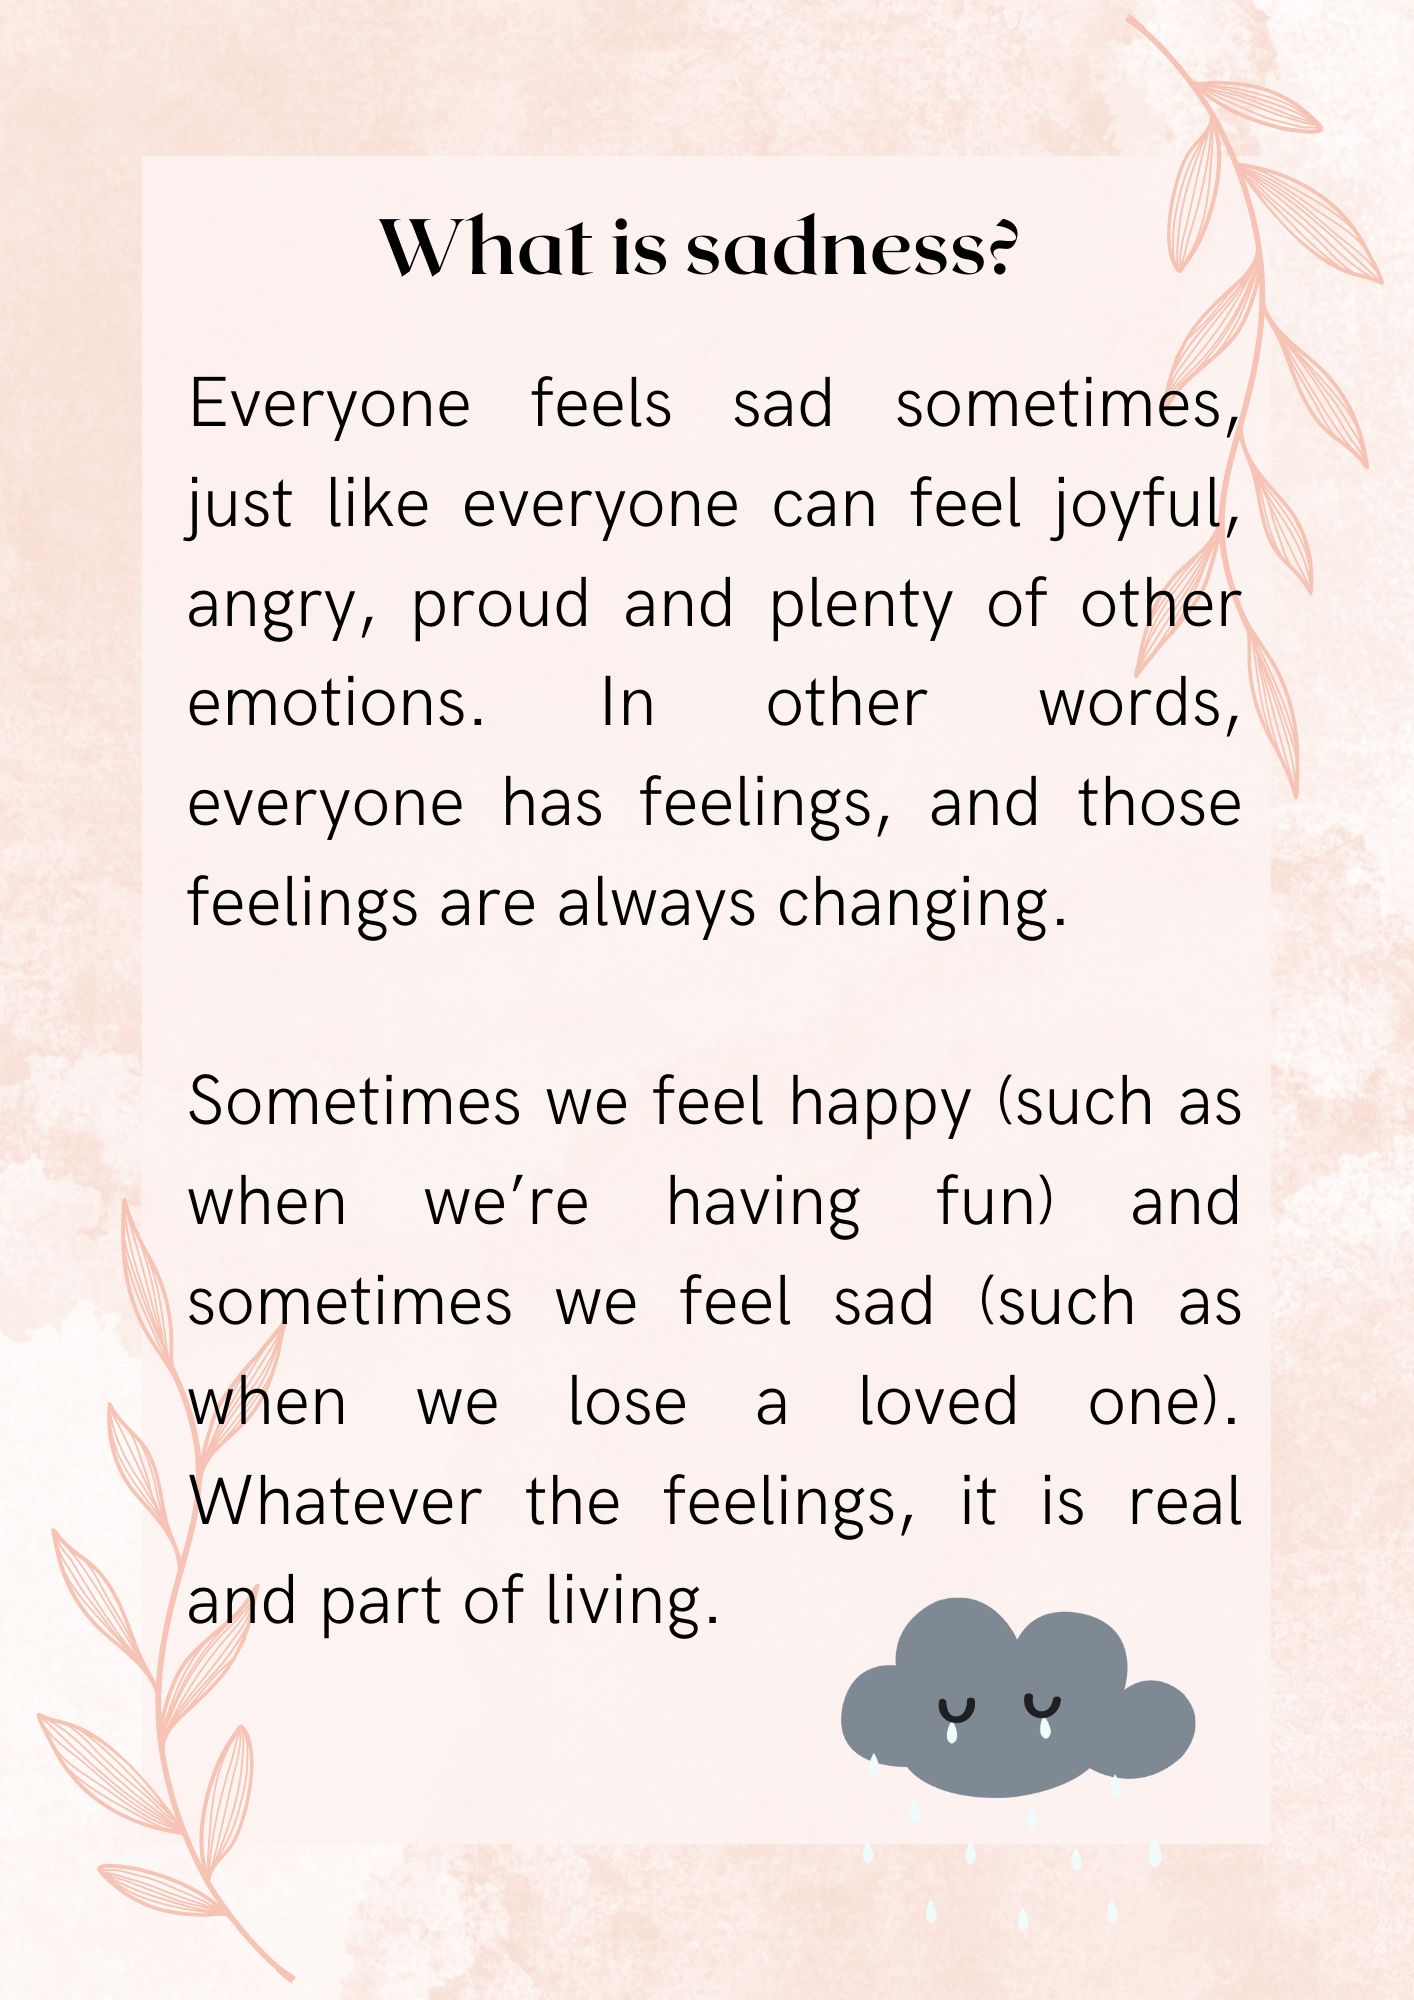 What is sadness?
Everyone feels sad sometimes,
just like everyone can feel joyful,
angry, proud and plenty of other
emotions. In other words,
everyone has feelings, and those
feelings are always changing.
Sometimes we feel happy (such as
when we’re having fun) and
sometimes we feel sad (such as
when we lose a loved one).
Whatever the feelings, it is real
and part of living.